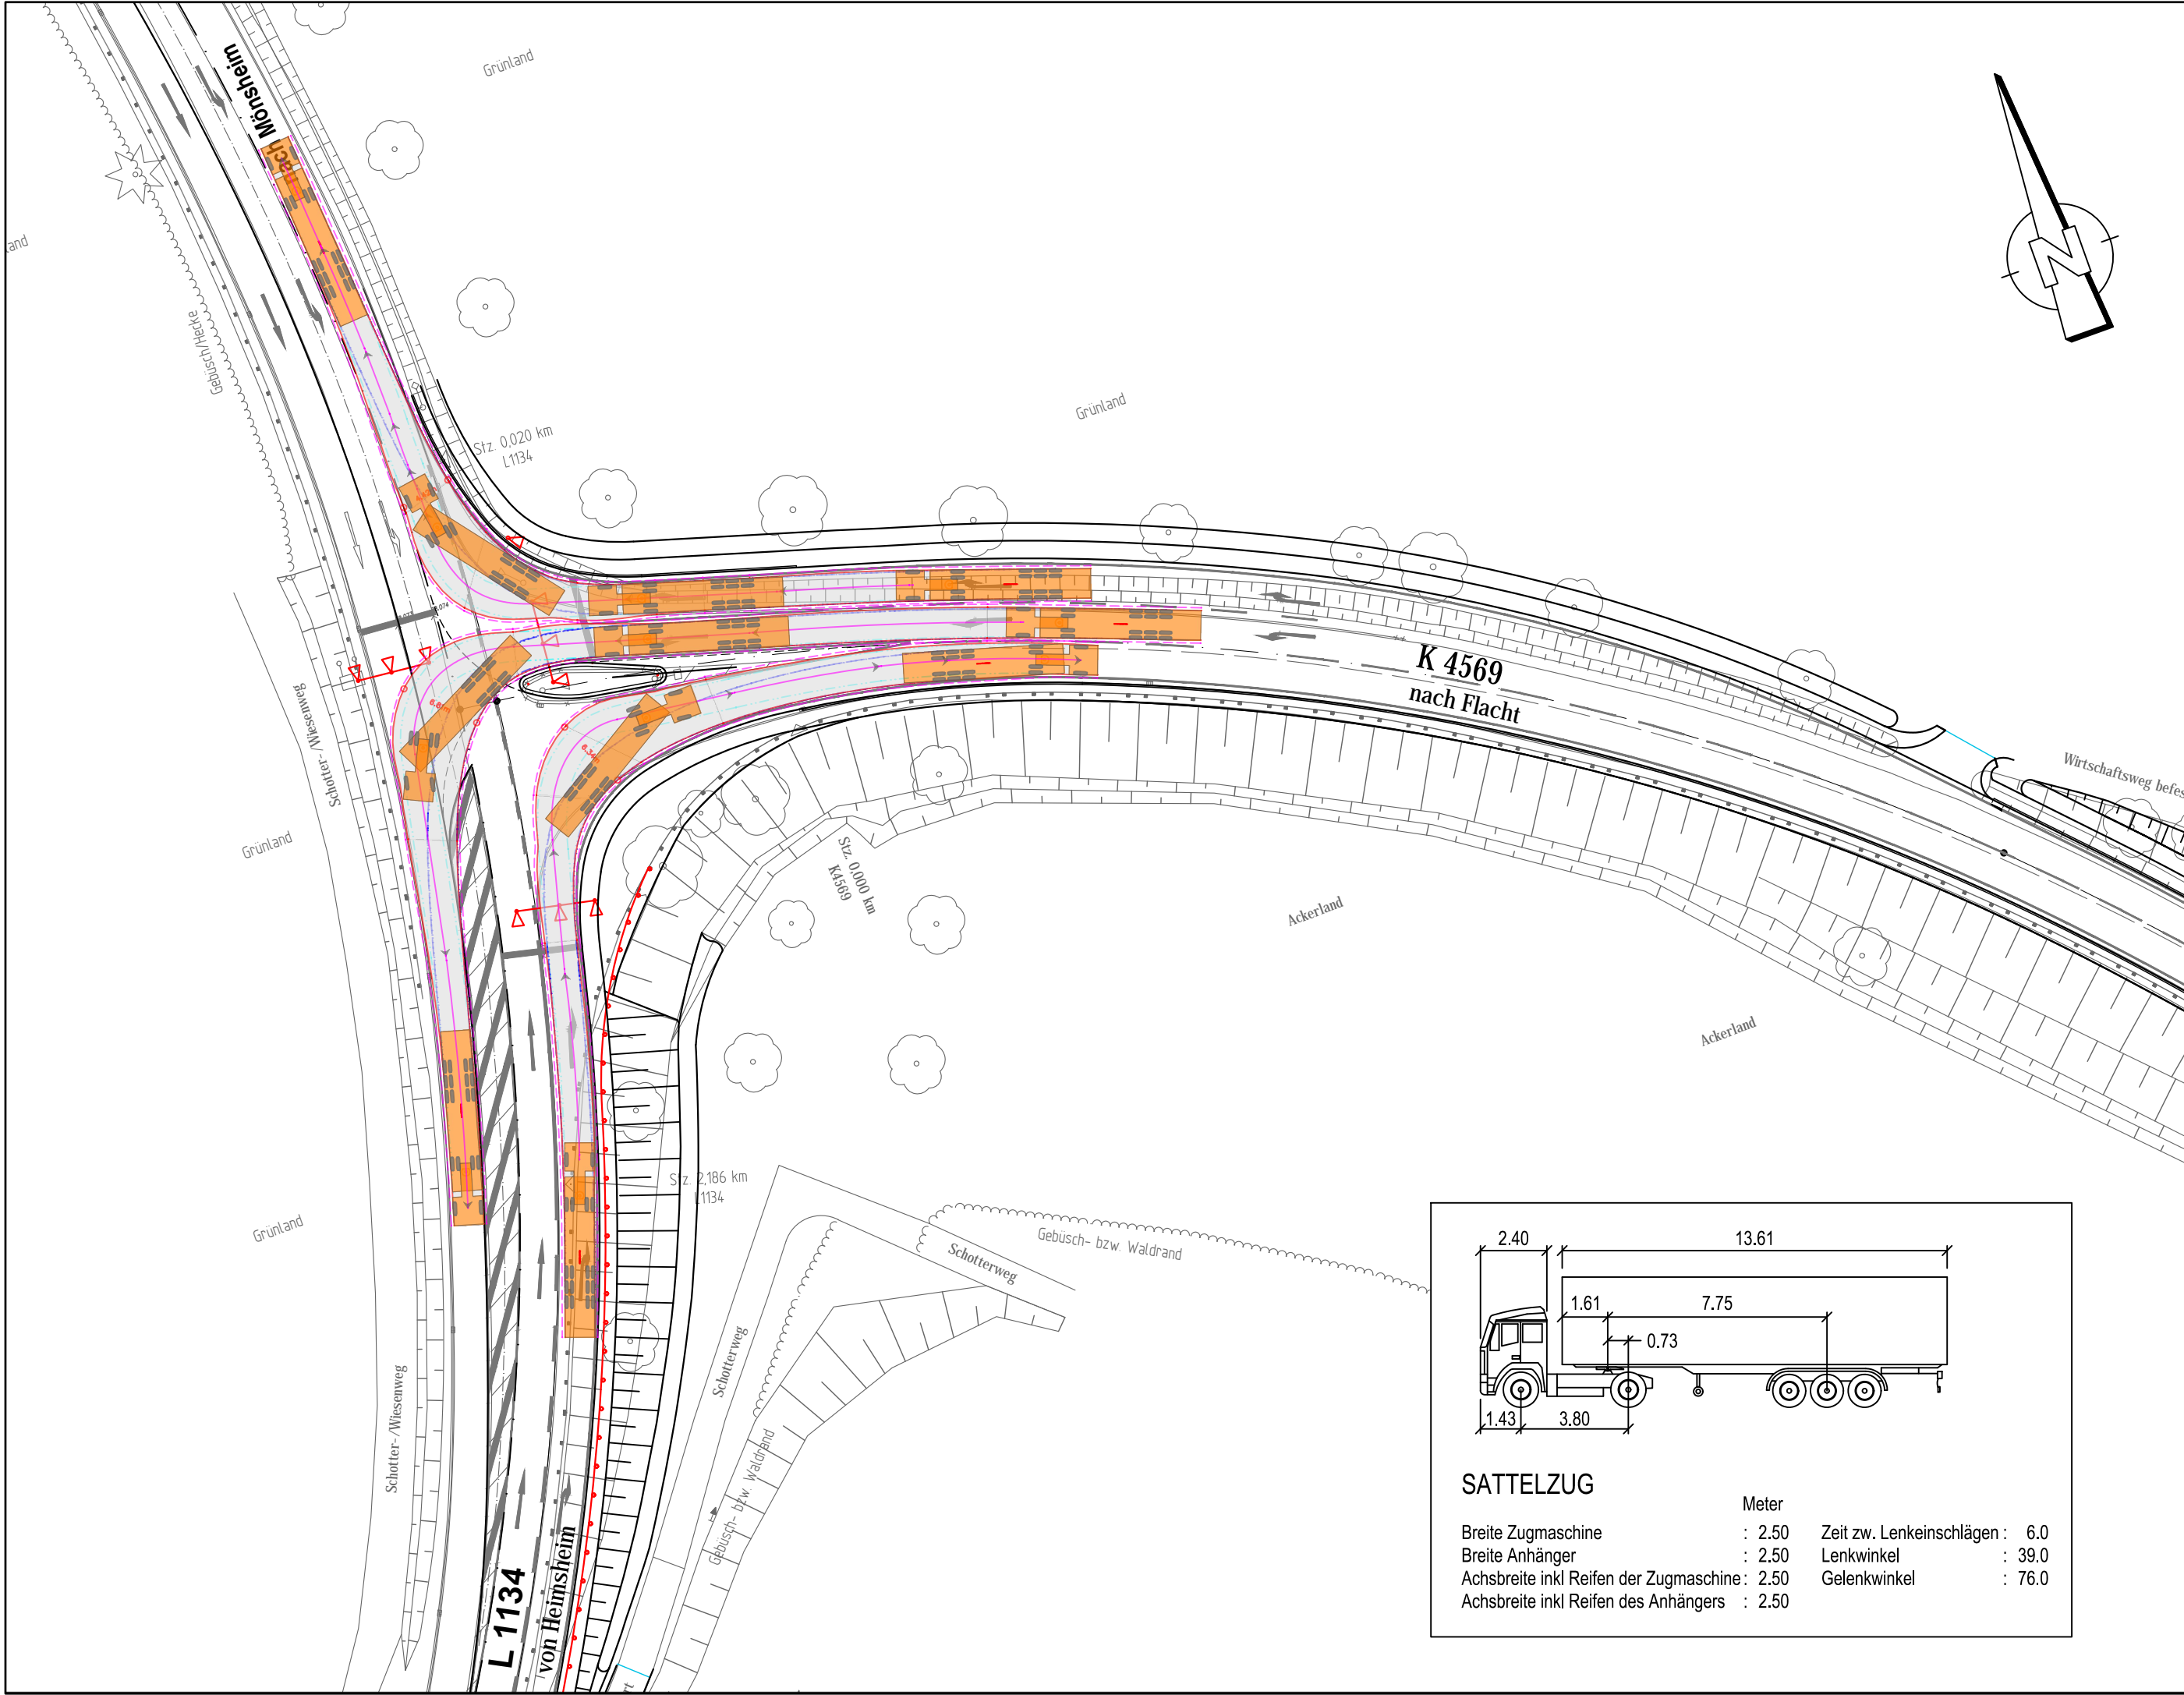 nach Mönsheim
Grünland
N
Gebüsch/Hecke
Stz. 0,020 km
L1134
Grünland
K 4569
nach Flacht
Schotter-/Wiesenweg
6.34m
Wirtschaftsweg befes
Grünland
Stz. 0,000 km
K4569
Ackerland
Ackerland
Stz. 2,186 km
L1134
Grünland
Gebüsch- bzw. Waldrand
Schotterweg
Schotterweg
Schotter-/Wiesenweg
Gebüsch- bzw. Waldrand
L 1134
von Heimsheim
2.40
13.61
1.61
7.75
0.73
1.43
3.80
SATTELZUG
Meter
Breite Zugmaschine : 2.50 Zeit zw. Lenkeinschlägen : 6.0
Breite Anhänger : 2.50 Lenkwinkel : 39.0
Achsbreite inkl Reifen der Zugmaschine : 2.50 Gelenkwinkel : 76.0
Achsbreite inkl Reifen des Anhängers : 2.50